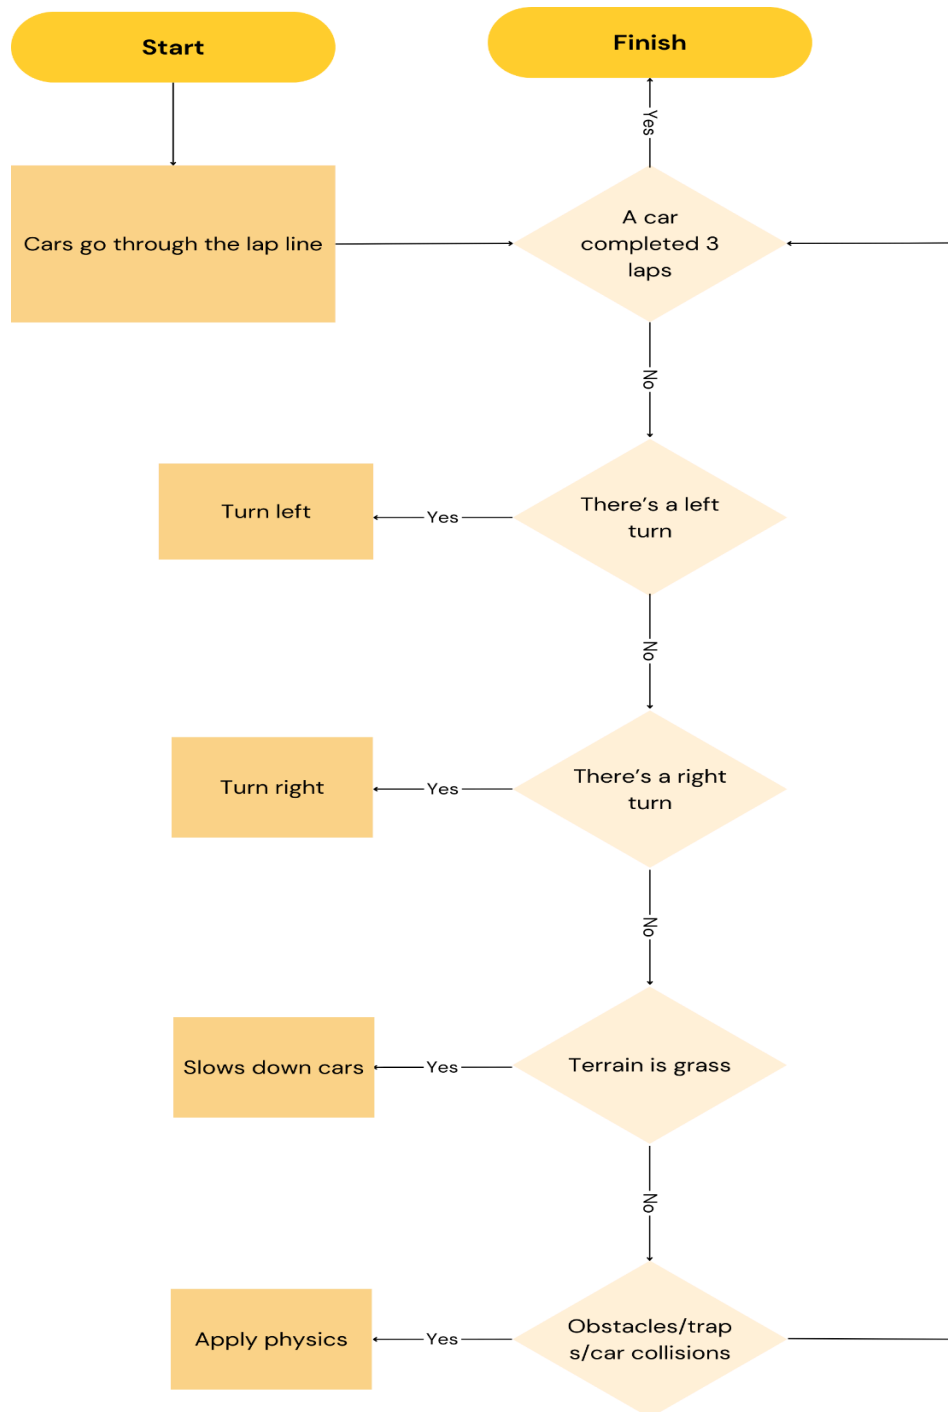 Start
Finish
Yes
Cars go through the lap line
A car
completed 3
laps
No
Turn left
Yes
There's a left
turn
No
Turn right
Yes
There's a right
turn
No
Slows down cars
Yes
Terrain is grass
No
Apply physics
Yes
Obstacles/trap
s/car collisions